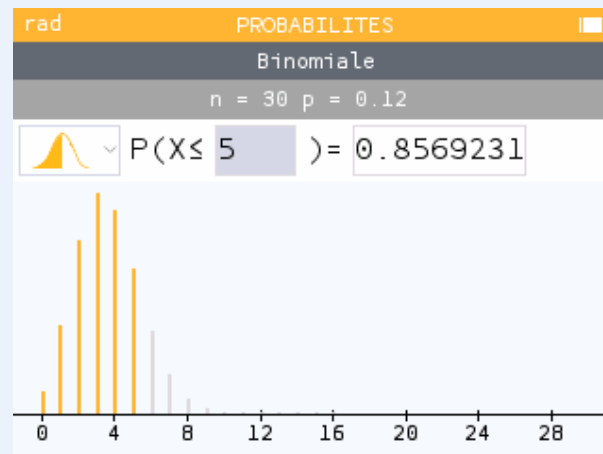 rad PROBABILITES
Binomiale
n = 30 p = 0.12
P(X≤ 5 )= 0.8569231
0 4 8 12 16 20 24 28